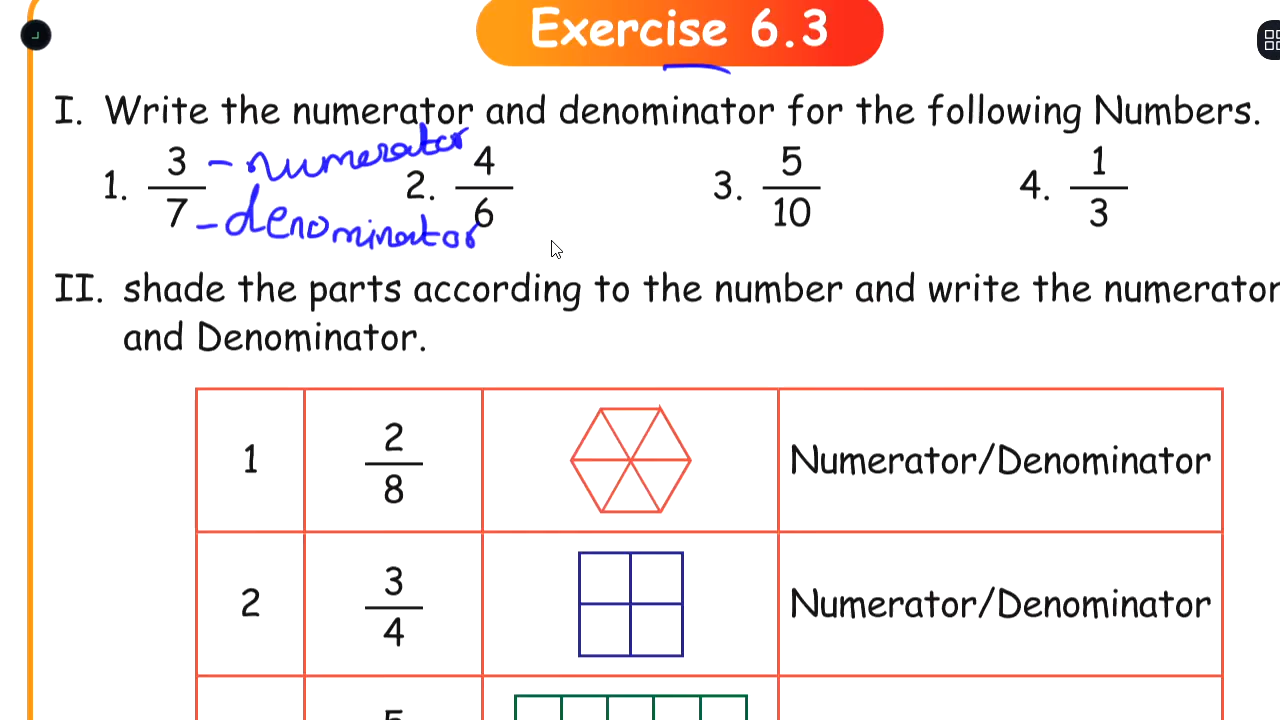 Exercise 6.3
I. Write the numerator and denominator for the following Numbers.
1. 3/7 - numerator - denominator 2. 4/6 3. 5/10 4. 1/3
II. shade the parts according to the number and write the numerator
and Denominator.
1 2/8 Numerator/Denominator
2 3/4 Numerator/Denominator